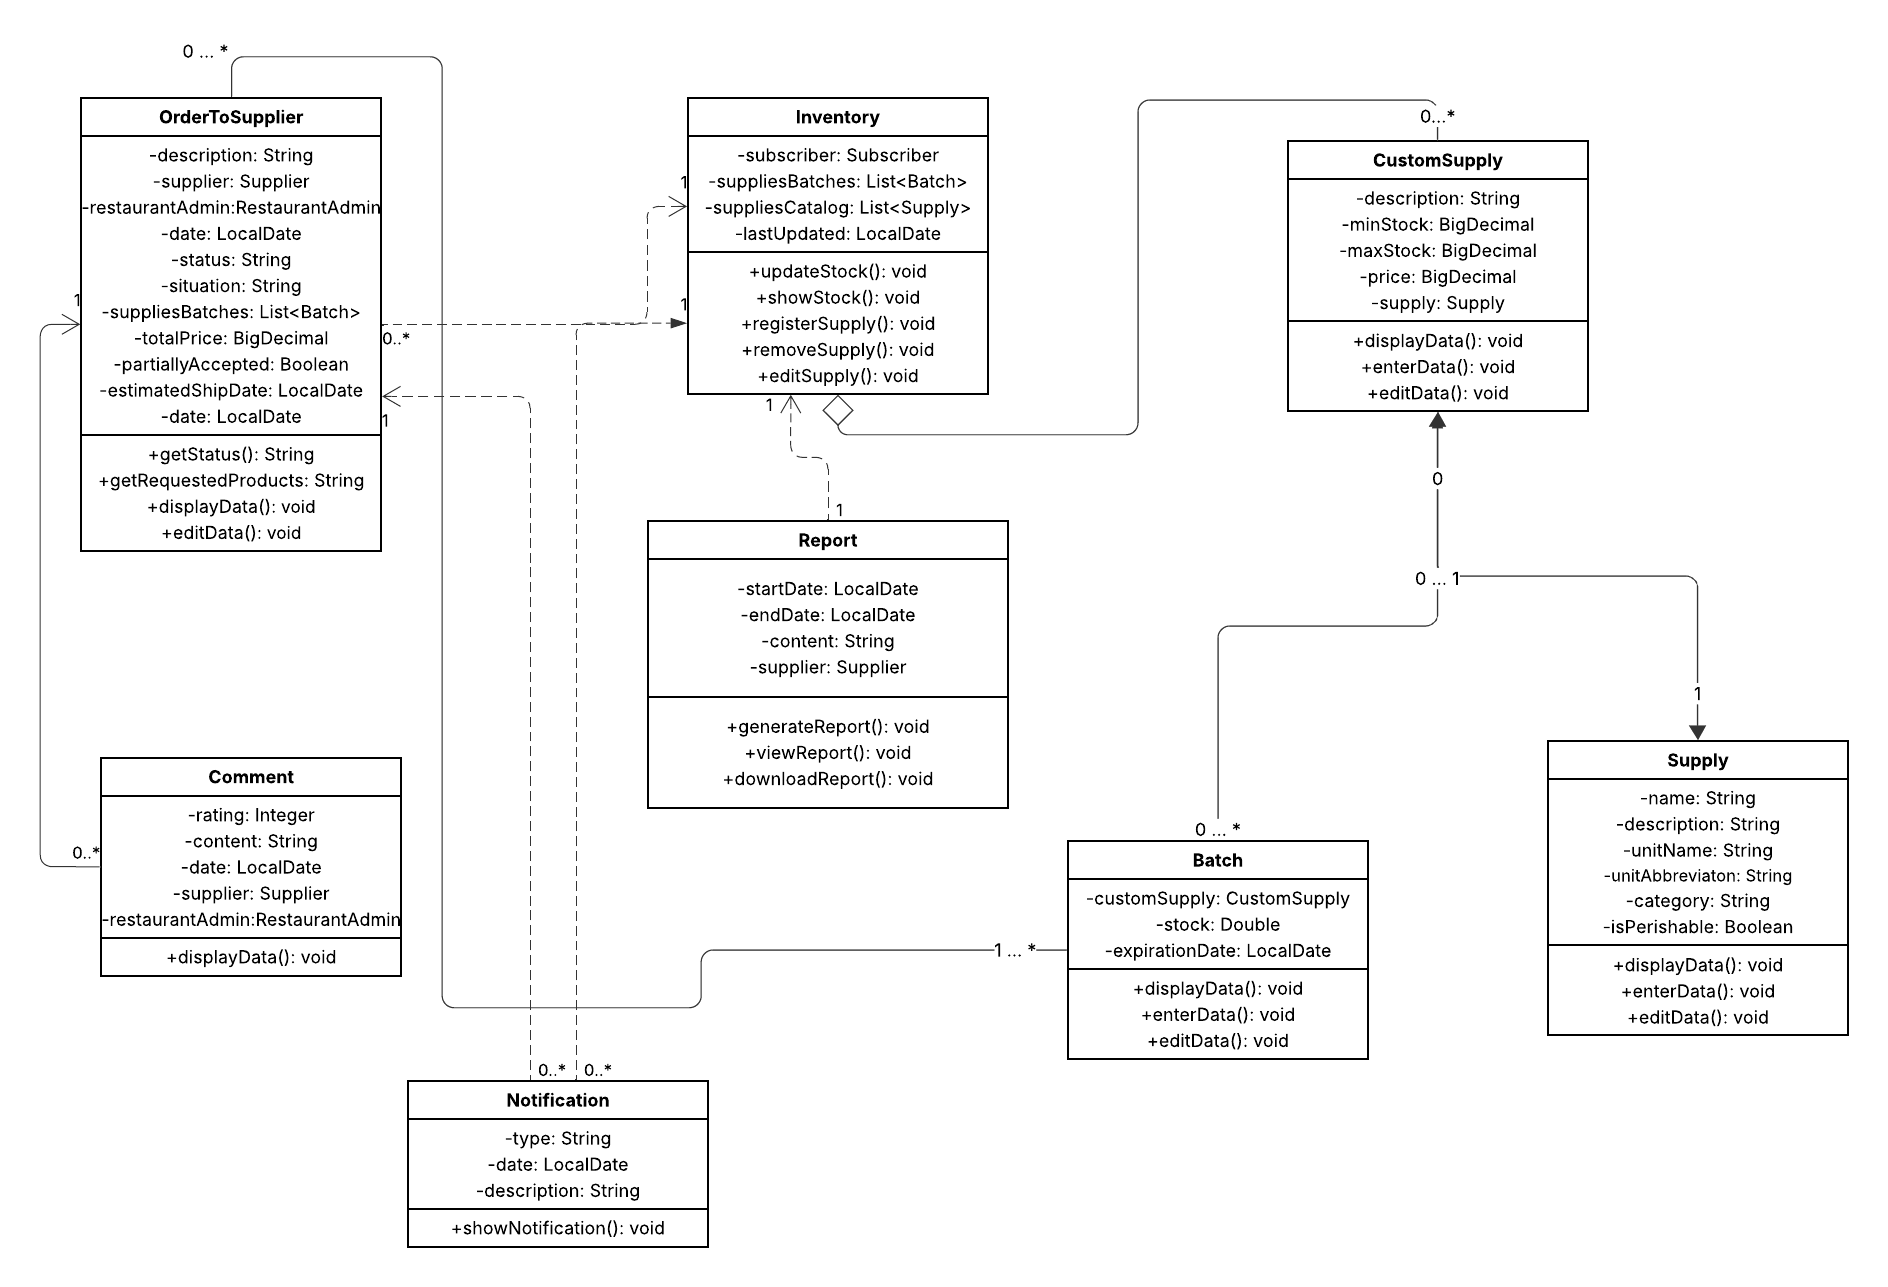 0 ... *
OrderToSupplier
-description: String
-supplier: Supplier
-restaurantAdmin:RestaurantAdmin
-date: LocalDate
-status: String
-situation: String
-suppliesBatches: List<Batch>
-totalPrice: BigDecimal
-partiallyAccepted: Boolean
-estimatedShipDate: LocalDate
-date: LocalDate
+getStatus(): String
+getRequestedProducts: String
+displayData(): void
+editData(): void
1
0..*
1
Inventory
-subscriber: Subscriber
-suppliesBatches: List<Batch>
-suppliesCatalog: List<Supply>
-lastUpdated: LocalDate
+updateStock(): void
+showStock(): void
+registerSupply(): void
+removeSupply(): void
+editSupply(): void
1
1
1
0...*
CustomSupply
-description: String
-minStock: BigDecimal
-maxStock: BigDecimal
-price: BigDecimal
-supply: Supply
+displayData(): void
+enterData(): void
+editData(): void
0
0 ... 1
1
1
Report
-startDate: LocalDate
-endDate: LocalDate
-content: String
-supplier: Supplier
+generateReport(): void
+viewReport(): void
+downloadReport(): void
Supply
-name: String
-description: String
-unitName: String
-unitAbbreviaton: String
-category: String
-isPerishable: Boolean
+displayData(): void
+enterData(): void
+editData(): void
Comment
-rating: Integer
-content: String
-date: LocalDate
-supplier: Supplier
-restaurantAdmin:RestaurantAdmin
+displayData(): void
0..*
0 ... *
Batch
-customSupply: CustomSupply
-stock: Double
-expirationDate: LocalDate
+displayData(): void
+enterData(): void
+editData(): void
1 ... *
0..*
0..*
Notification
-type: String
-date: LocalDate
-description: String
+showNotification(): void